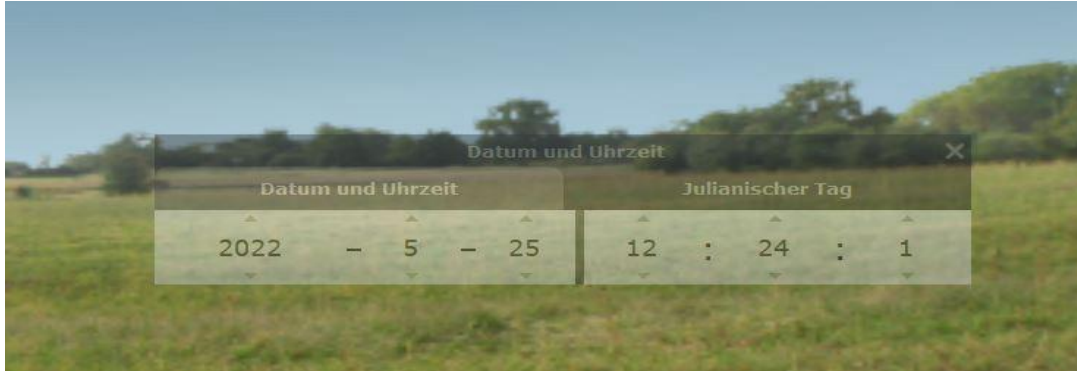 Datum und Uhrzeit
Datum und Uhrzeit Julianischer Tag
2022 – 5 – 25 12 : 24 : 1